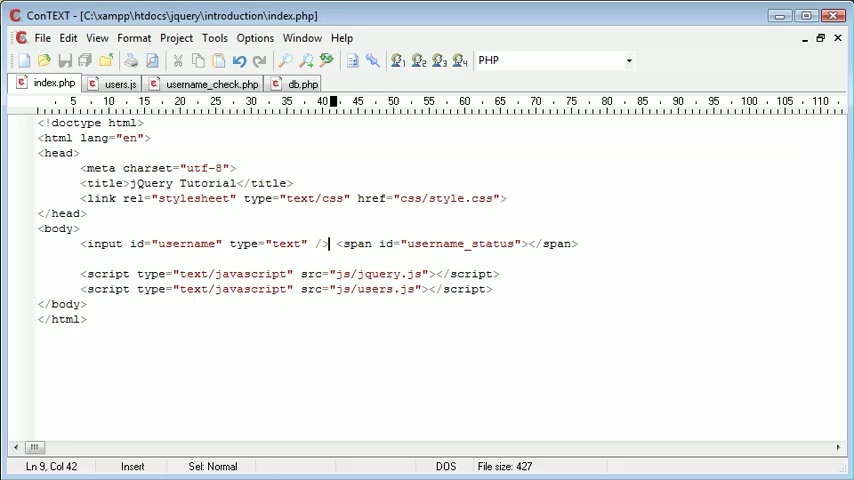 ConTEXT - [C:\xampp\htdocs\jquery\introduction\index.php]
File Edit View Format Project Tools Options Window Help
1 2 3 4 PHP
index.php users.js username_check.php db.php
5 10 15 20 25 30 35 40 45 50 55 60 65 70 75 80 85 90 95 100 105 110
<!doctype html>
<html lang="en">
<head>
<meta charset="utf-8">
<title>jQuery Tutorial</title>
<link rel="stylesheet" type="text/css" href="css/style.css">
</head>
<body>
<input id="username" type="text" /> <span id="username_status"></span>
<script type="text/javascript" src="js/jquery.js"></script>
<script type="text/javascript" src="js/users.js"></script>
</body>
</html>
Ln 9, Col 42 Insert Sel: Normal DOS File size: 427